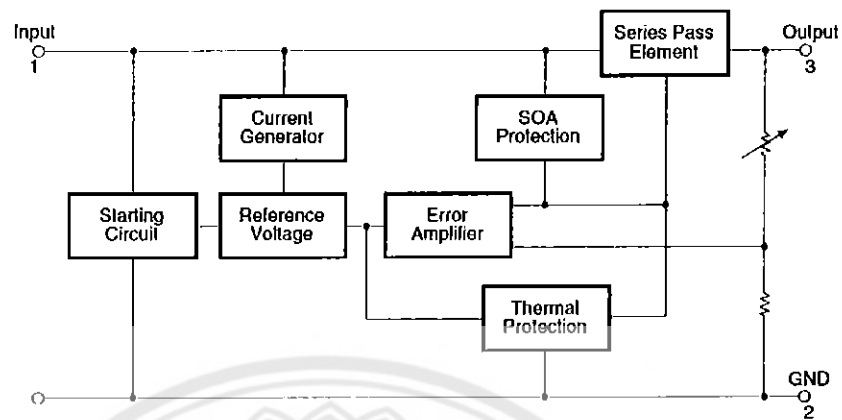 Input
1
Series Pass
Element
Output
3
Current
Generator
SOA
Protection
Starting
Circuit
Reference
Voltage
Error
Amplifier
Thermal
Protection
GND
2